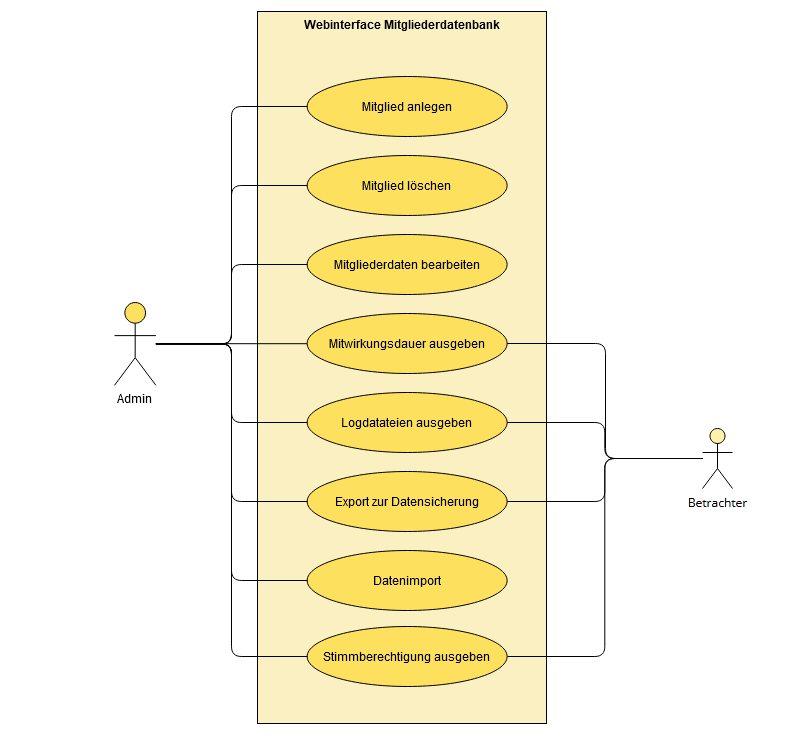 Webinterface Mitgliederdatenbank
Mitglied anlegen
Mitglied löschen
Mitgliederdaten bearbeiten
Mitwirkungsdauer ausgeben
Admin
Logdatateien ausgeben
Export zur Datensicherung
Betrachter
Datenimport
Stimmberechtigung ausgeben